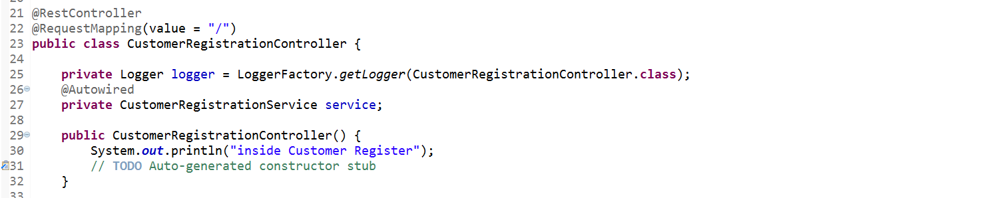 21 @RestController
22 @RequestMapping(value = "/")
23 public class CustomerRegistrationController {
24
25     private Logger logger = LoggerFactory.getLogger(CustomerRegistrationController.class);
26     @Autowired
27     private CustomerRegistrationService service;
28
29     public CustomerRegistrationController() {
30         System.out.println("inside Customer Register");
31         // TODO Auto-generated constructor stub
32     }
33